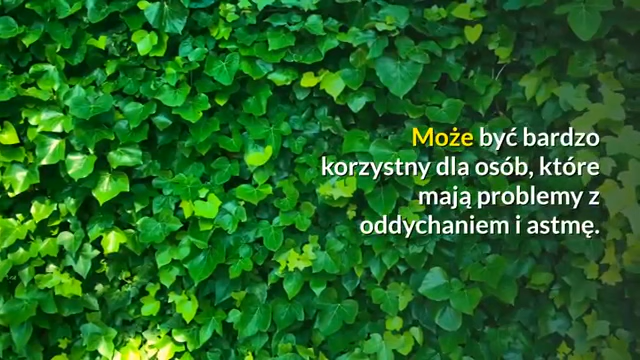 Może być bardzo
korzystny dla osób, które
mają problemy z
oddychaniem i astmę.